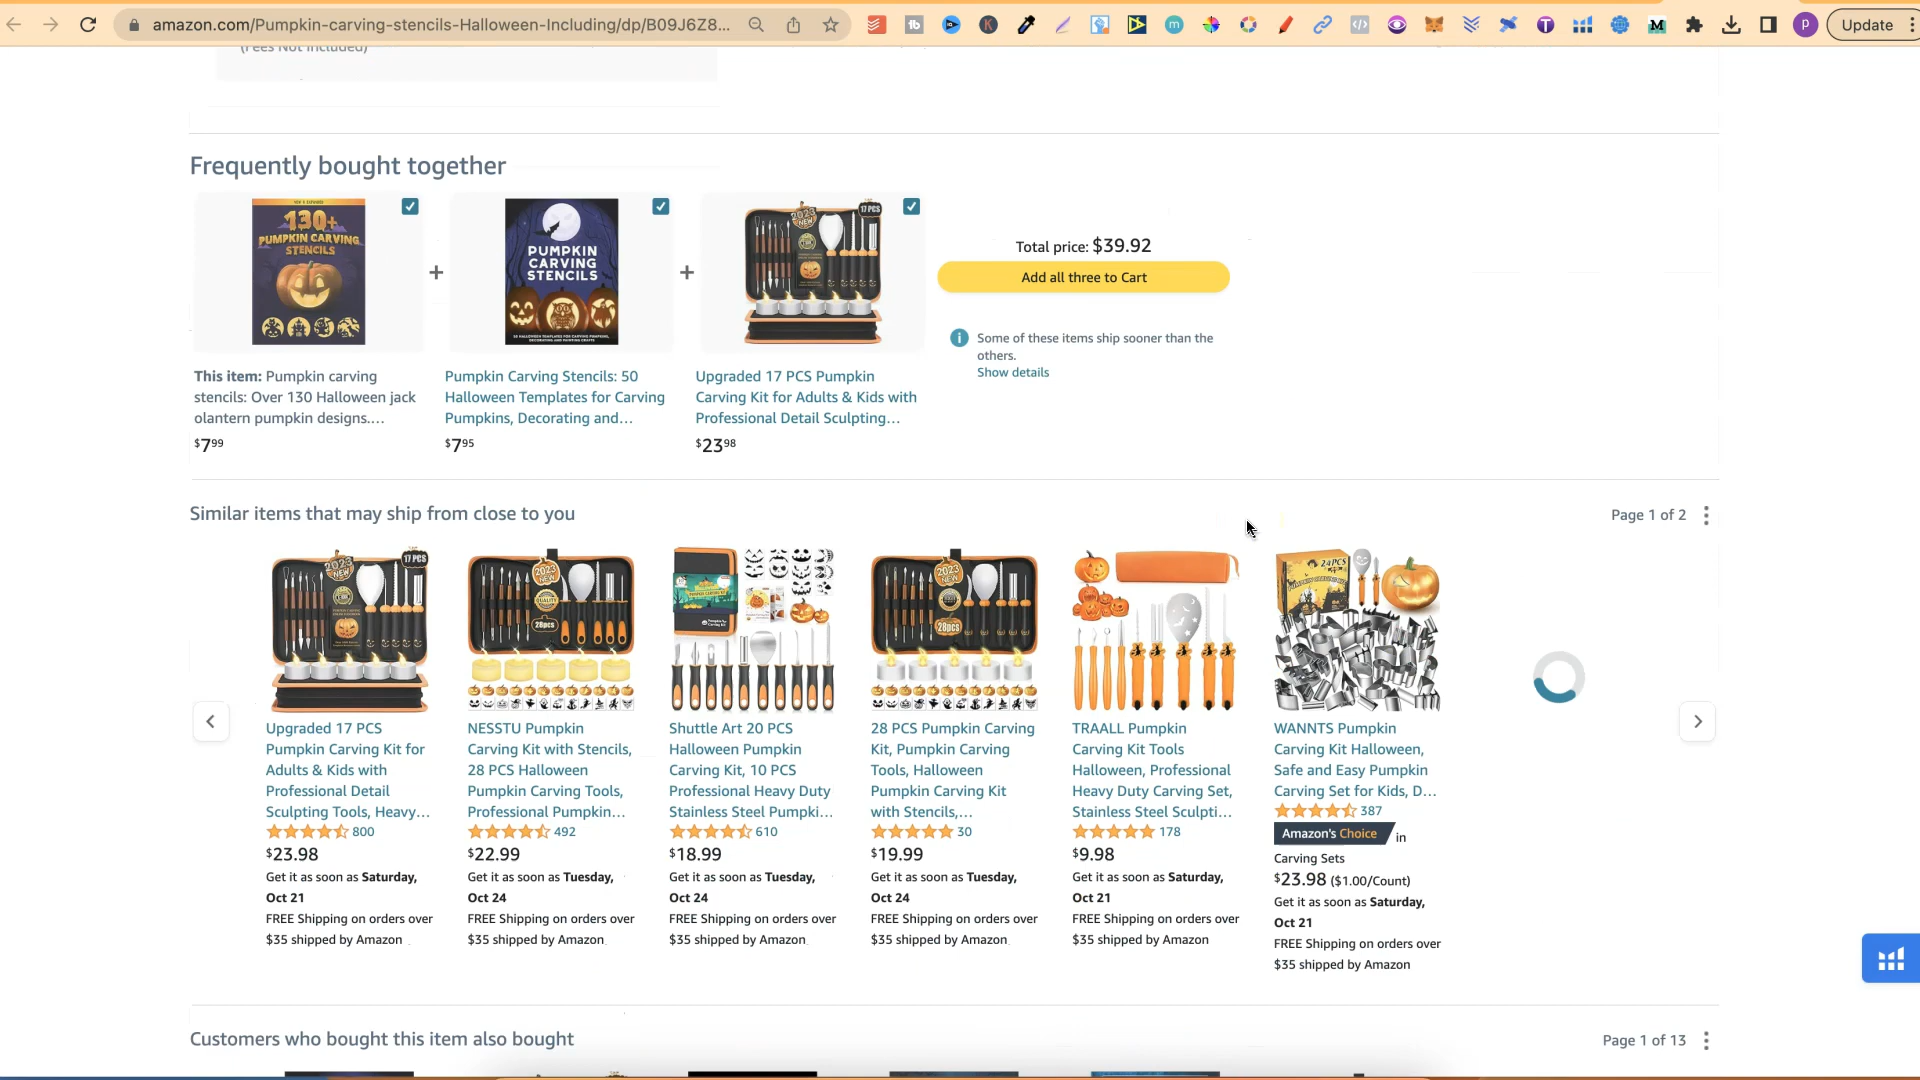 amazon.com/Pumpkin-carving-stencils-Halloween-Including/dp/B09J6Z8...
Update
(Fees Not Included)
Frequently bought together
130+
PUMPKIN CARVING
STENCILS
PUMPKIN
CARVING
STENCILS
2023
NEW
17 PCS
Total price: $39.92
Add all three to Cart
Some of these items ship sooner than the
others.
Show details
This item: Pumpkin carving
stencils: Over 130 Halloween jack
olantern pumpkin designs....
$7.99
Pumpkin Carving Stencils: 50
Halloween Templates for Carving
Pumpkins, Decorating and...
$7.95
Upgraded 17 PCS Pumpkin
Carving Kit for Adults & Kids with
Professional Detail Sculpting...
$23.98
Similar items that may ship from close to you
Page 1 of 2
Upgraded 17 PCS
Pumpkin Carving Kit for
Adults & Kids with
Professional Detail
Sculpting Tools, Heavy...
800
$23.98
Get it as soon as Saturday,
Oct 21
FREE Shipping on orders over
$35 shipped by Amazon
NESSTU Pumpkin
Carving Kit with Stencils,
28 PCS Halloween
Pumpkin Carving Tools,
Professional Pumpkin...
492
$22.99
Get it as soon as Tuesday,
Oct 24
FREE Shipping on orders over
$35 shipped by Amazon
Shuttle Art 20 PCS
Halloween Pumpkin
Carving Kit, 10 PCS
Professional Heavy Duty
Stainless Steel Pumpki...
610
$18.99
Get it as soon as Tuesday,
Oct 24
FREE Shipping on orders over
$35 shipped by Amazon
28 PCS Pumpkin Carving
Kit, Pumpkin Carving
Tools, Halloween
Pumpkin Carving Kit
with Stencils,...
30
$19.99
Get it as soon as Tuesday,
Oct 24
FREE Shipping on orders over
$35 shipped by Amazon
TRAALL Pumpkin
Carving Kit Tools
Halloween, Professional
Heavy Duty Carving Set,
Stainless Steel Sculpti...
178
$9.98
Get it as soon as Saturday,
Oct 21
FREE Shipping on orders over
$35 shipped by Amazon
24PCS
WANNTS Pumpkin
Carving Kit Halloween,
Safe and Easy Pumpkin
Carving Set for Kids, D...
387
Amazon's Choice in
Carving Sets
$23.98 ($1.00/Count)
Get it as soon as Saturday,
Oct 21
FREE Shipping on orders over
$35 shipped by Amazon
Customers who bought this item also bought
Page 1 of 13